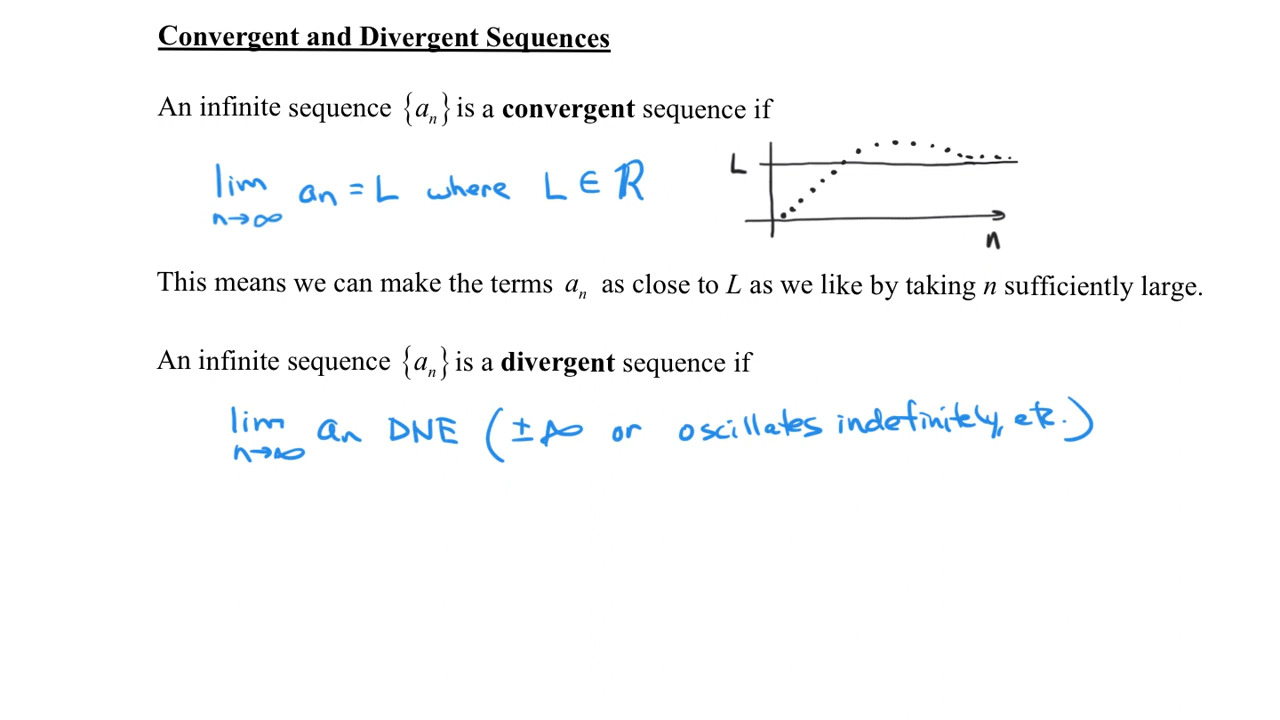 Convergent and Divergent Sequences
An infinite sequence {aₙ} is a convergent sequence if
lim aₙ = L where L ∈ ℝ
n→∞
L
n
This means we can make the terms aₙ as close to L as we like by taking n sufficiently large.
An infinite sequence {aₙ} is a divergent sequence if
lim aₙ DNE (±∞ or oscillates indefinitely, etc.)
n→∞